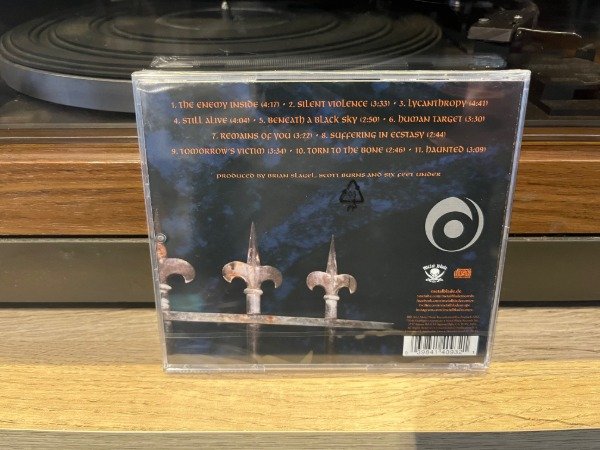 1. THE ENEMY INSIDE (4:17) • 2. SILENT VIOLENCE (3:33) • 3. LYCANTHROPY (4:41)
4. STILL ALIVE (4:04) • 5. BENEATH A BLACK SKY (2:50) • 6. HUMAN TARGET (3:30)
7. REMAINS OF YOU (3:22) • 8. SUFFERING IN ECSTASY (2:44)
9. TOMORROW'S VICTIM (3:34) • 10. TORN TO THE BONE (2:46) • 11. HAUNTED (3:09)
PRODUCED BY BRIAN SLAGEL, SCOTT BURNS AND SIX FEET UNDER
metalblade.de